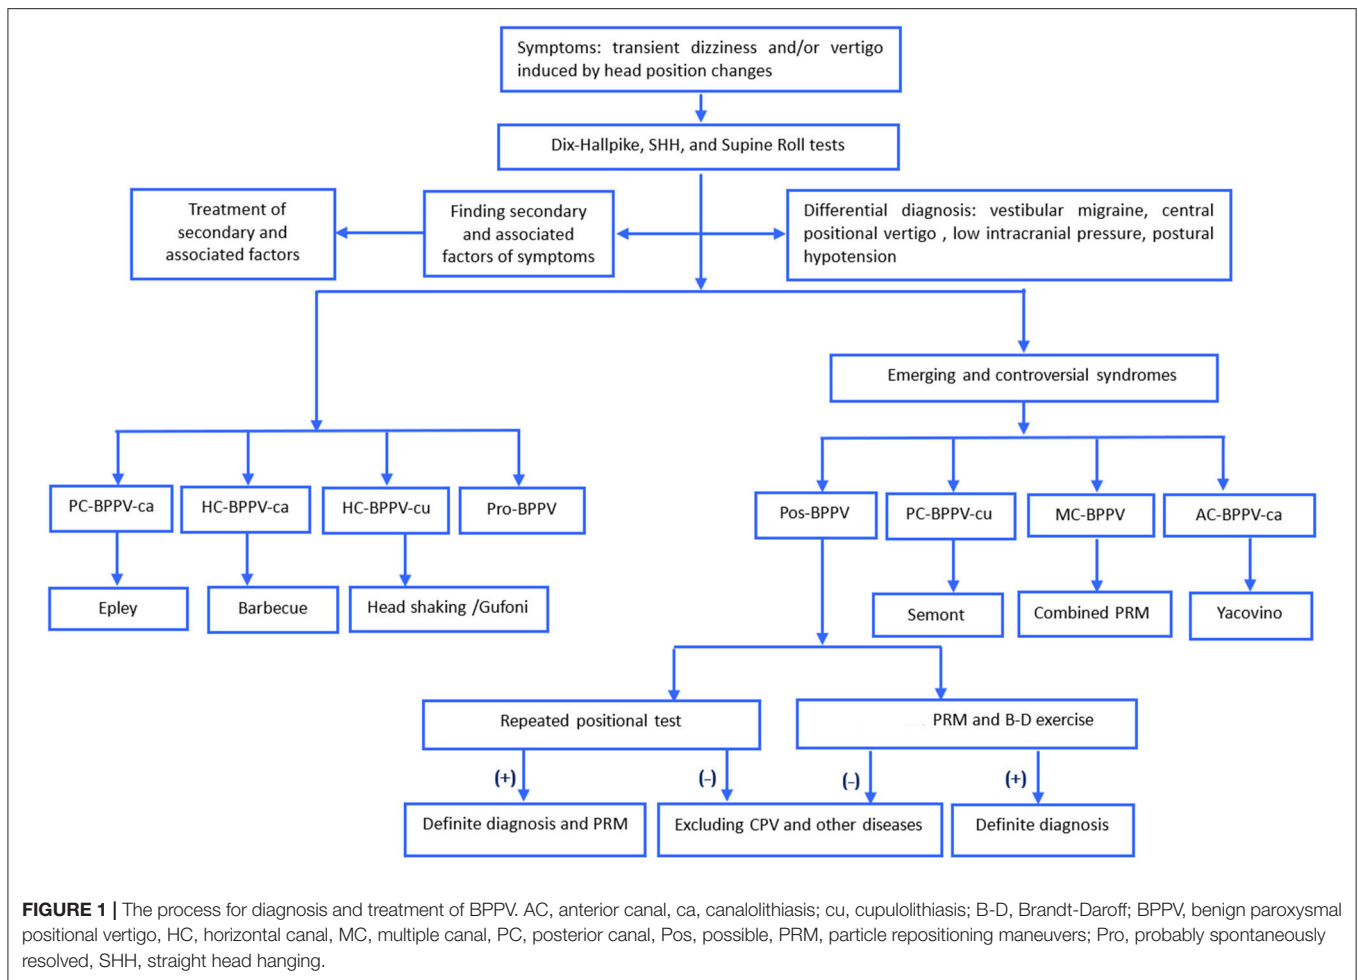 Symptoms: transient dizziness and/or vertigo
induced by head position changes
Dix-Hallpike, SHH, and Supine Roll tests
Treatment of
secondary and
associated factors
Finding secondary
and associated
factors of symptoms
Differential diagnosis: vestibular migraine, central
positional vertigo , low intracranial pressure, postural
hypotension
Emerging and controversial syndromes
PC-BPPV-ca
HC-BPPV-ca
HC-BPPV-cu
Pro-BPPV
Pos-BPPV
PC-BPPV-cu
MC-BPPV
AC-BPPV-ca
Epley
Barbecue
Head shaking /Gufoni
Semont
Combined PRM
Yacovino
Repeated positional test
PRM and B-D exercise
(+)
(-)
(-)
(+)
Definite diagnosis and PRM
Excluding CPV and other diseases
Definite diagnosis
FIGURE 1 | The process for diagnosis and treatment of BPPV. AC, anterior canal, ca, canalolithiasis; cu, cupulolithiasis; B-D, Brandt-Daroff; BPPV, benign paroxysmal
positional vertigo, HC, horizontal canal, MC, multiple canal, PC, posterior canal, Pos, possible, PRM, particle repositioning maneuvers; Pro, probably spontaneously
resolved, SHH, straight head hanging.